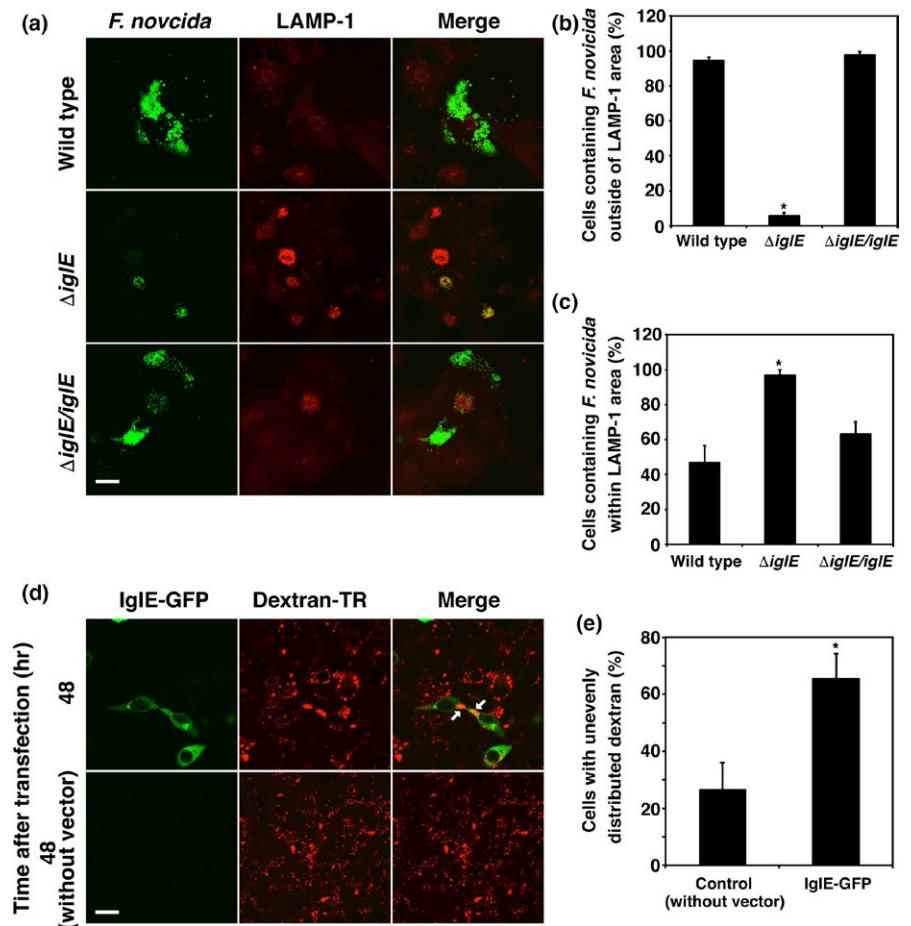 (a)
F. novcida LAMP-1 Merge
Wild type
ΔiglE
ΔiglE/iglE
(b)
Cells containing F. novicida
outside of LAMP-1 area (%)
120
100
80
60
40
20
0
*
Wild type ΔiglE ΔiglE/iglE
(c)
Cells containing F. novicida
within LAMP-1 area (%)
120
100
80
60
40
20
0
*
Wild type ΔiglE ΔiglE/iglE
(d)
IglE-GFP Dextran-TR Merge
Time after transfection (hr)
48
48
(without vector)
(e)
Cells with unevenly
distributed dextran (%)
80
60
40
20
0
*
Control
(without vector)
IglE-GFP